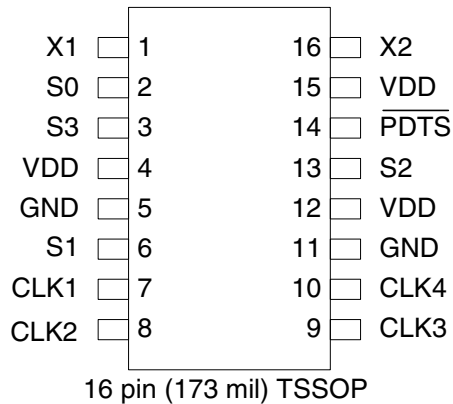 X1 1 16 X2
S0 2 15 VDD
S3 3 14 PDTS
VDD 4 13 S2
GND 5 12 VDD
S1 6 11 GND
CLK1 7 10 CLK4
CLK2 8 9 CLK3
16 pin (173 mil) TSSOP